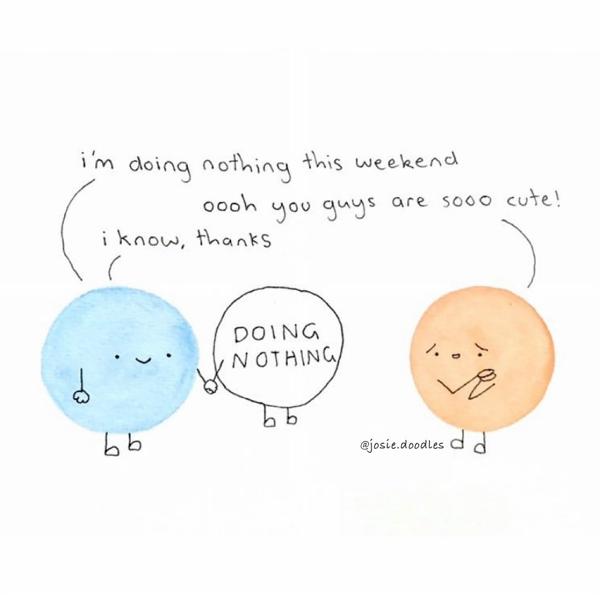 i'm doing nothing this weekend
oooh you guys are sooo cute!
i know, thanks
DOING
NOTHING
@josie.doodles